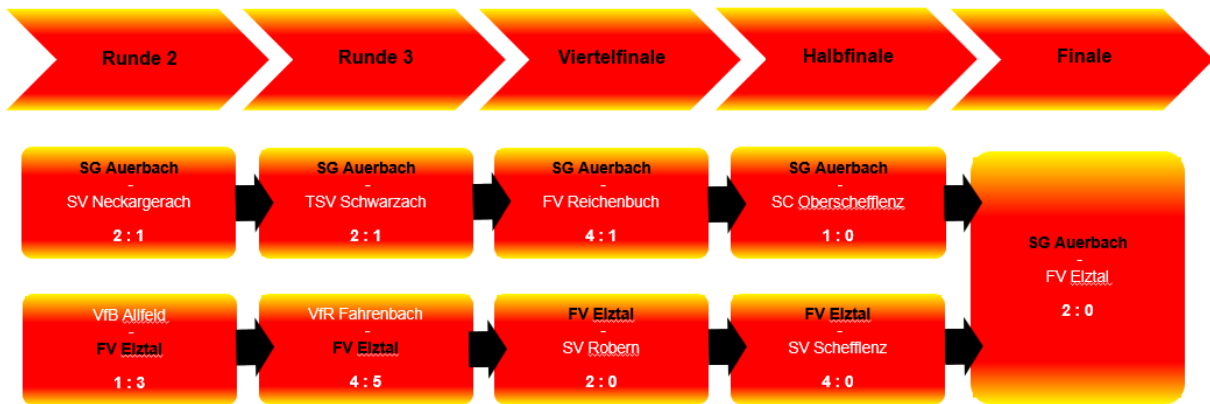 Runde 2
Runde 3
Viertelfinale
Halbfinale
Finale
SG Auerbach
–
SV Neckargerach
2 : 1
SG Auerbach
–
TSV Schwarzach
2 : 1
SG Auerbach
–
FV Reichenbuch
4 : 1
SG Auerbach
–
SC Oberschefflenz
1 : 0
SG Auerbach
–
FV Elztal
2 : 0
VfB Allfeld
–
FV Elztal
1 : 3
VfR Fahrenbach
–
FV Elztal
4 : 5
FV Elztal
–
SV Robern
2 : 0
FV Elztal
–
SV Schefflenz
4 : 0